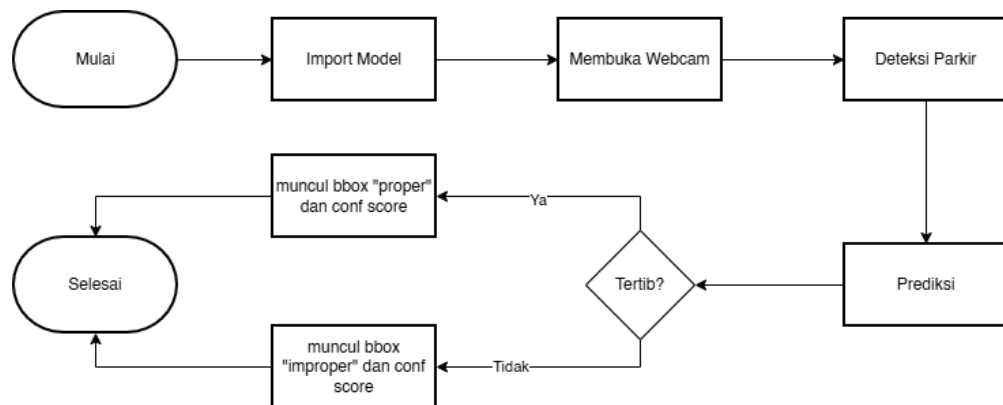 Mulai
Import Model
Membuka Webcam
Deteksi Parkir
muncul bbox "proper"
dan conf score
Ya
Selesai
Tertib?
Prediksi
muncul bbox
"improper" dan conf
score
Tidak